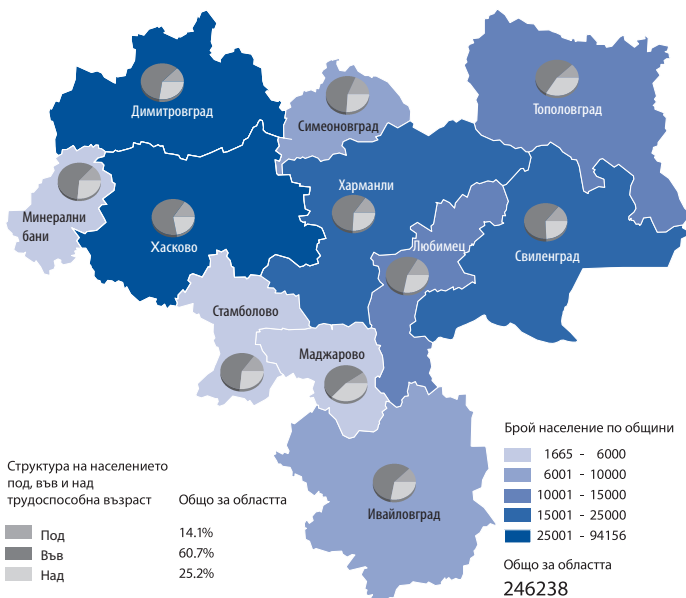 Димитровград
Симеоновград
Тополовград
Минерални
бани
Хасково
Харманли
Любимец
Свиленград
Стамболово
Маджарово
Ивайловград
Структура на населението
под, във и над
трудоспособна възраст
Общо за областта
Под 14.1%
Във 60.7%
Над 25.2%
Брой население по общини
1665 - 6000
6001 - 10000
10001 - 15000
15001 - 25000
25001 - 94156
Общо за областта
246238